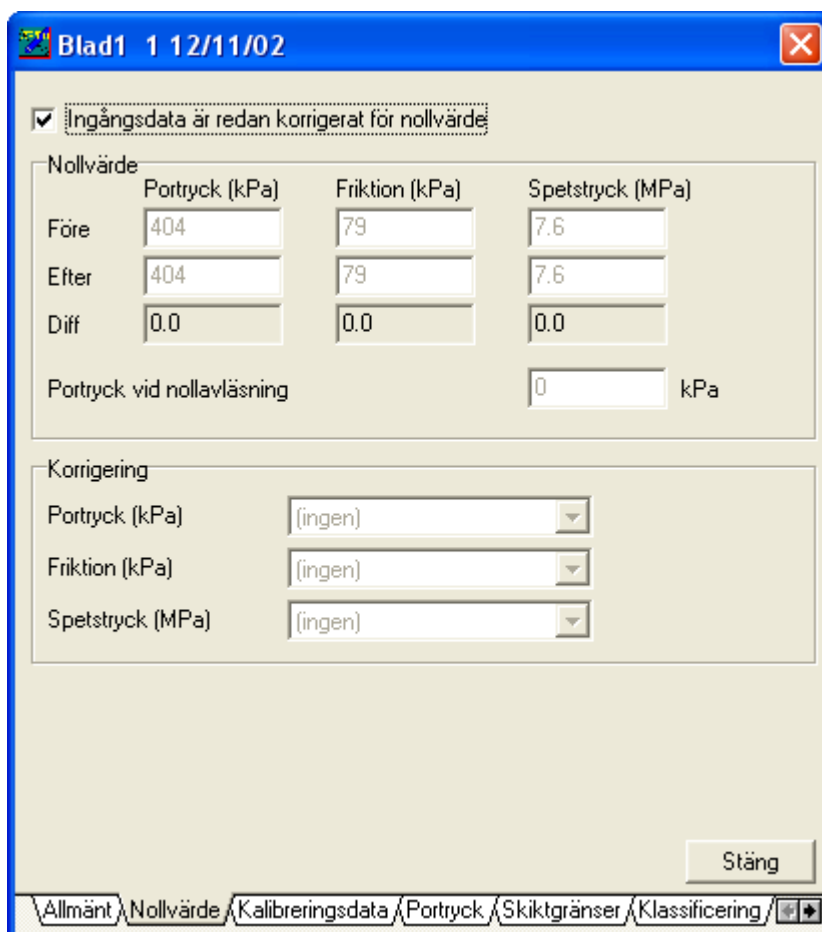 Blad1 1 12/11/02
Ingångsdata är redan korrigerat för nollvärde
Nollvärde
Portryck (kPa) Friktion (kPa) Spetstryck (MPa)
Före 404 79 7.6
Efter 404 79 7.6
Diff 0.0 0.0 0.0
Portryck vid nollavläsning 0 kPa
Korrigering
Portryck (kPa) (ingen)
Friktion (kPa) (ingen)
Spetstryck (MPa) (ingen)
Stäng
Allmänt Nollvärde Kalibreringsdata Portryck Skiktgränser Klassificering